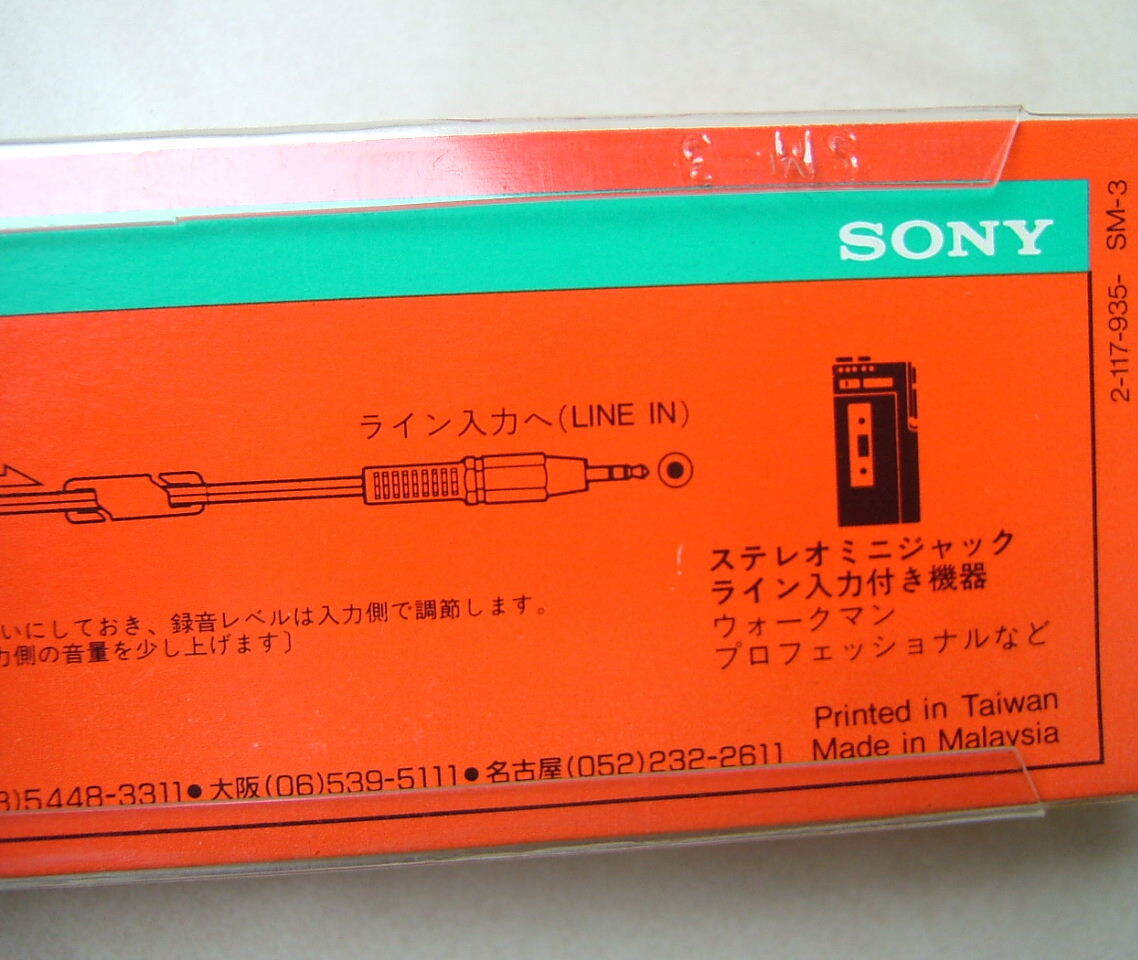 SM-3
SONY
2-117-935- SM-3
ライン入力へ(LINE IN)
ステレオミニジャック
ライン入力付き機器
ウォークマン
プロフェッショナルなど
いにしておき、録音レベルは入力側で調節します。
力側の音量を少し上げます〕
Printed in Taiwan
Made in Malaysia
3)5448-3311●大阪(06)539-5111●名古屋(052)232-2611